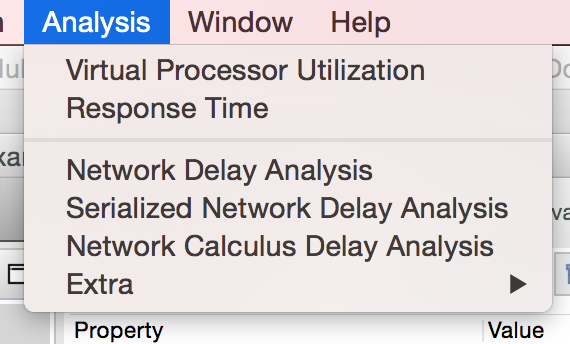 Analysis Window Help
Virtual Processor Utilization
Response Time
Network Delay Analysis
Serialized Network Delay Analysis
Network Calculus Delay Analysis
Extra
Property Value